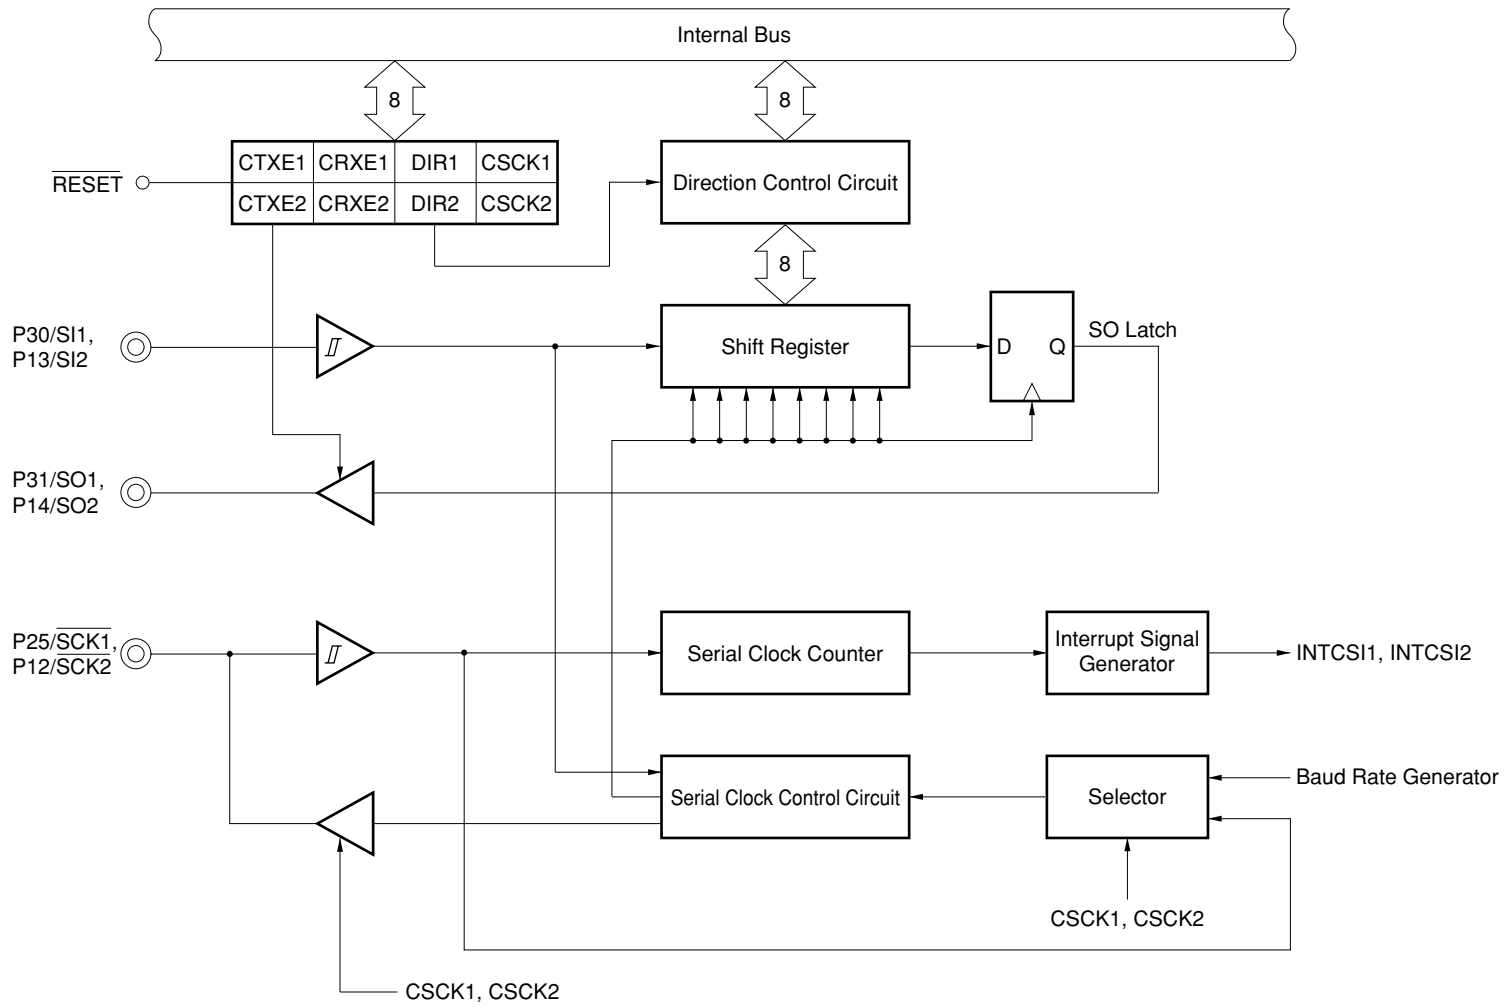 Internal Bus
8
8
RESET
CTXE1 CRXE1 DIR1 CSCK1
CTXE2 CRXE2 DIR2 CSCK2
Direction Control Circuit
8
P30/SI1,
P13/SI2
Shift Register
D Q
SO Latch
P31/SO1,
P14/SO2
P25/SCK1,
P12/SCK2
Serial Clock Counter
Interrupt Signal
Generator
INTCSI1, INTCSI2
Serial Clock Control Circuit
Selector
Baud Rate Generator
CSCK1, CSCK2
CSCK1, CSCK2